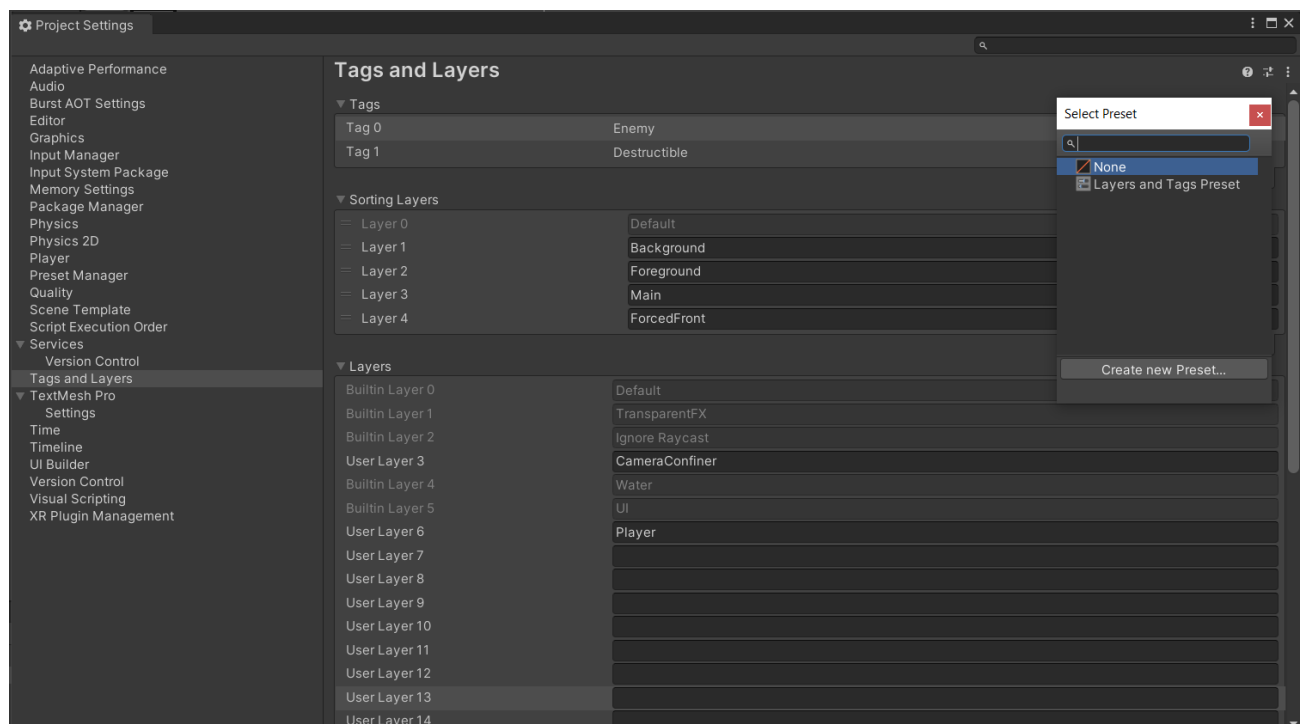 Project Settings
Adaptive Performance
Audio
Burst AOT Settings
Editor
Graphics
Input Manager
Input System Package
Memory Settings
Package Manager
Physics
Physics 2D
Player
Preset Manager
Quality
Scene Template
Script Execution Order
Services
Version Control
Tags and Layers
TextMesh Pro
Settings
Time
Timeline
UI Builder
Version Control
Visual Scripting
XR Plugin Management
Tags and Layers
Tags
Tag 0 Enemy
Tag 1 Destructible
Sorting Layers
Layer 0 Default
Layer 1 Background
Layer 2 Foreground
Layer 3 Main
Layer 4 ForcedFront
Layers
Builtin Layer 0 Default
Builtin Layer 1 TransparentFX
Builtin Layer 2 Ignore Raycast
User Layer 3 CameraConfiner
Builtin Layer 4 Water
Builtin Layer 5 UI
User Layer 6 Player
User Layer 7
User Layer 8
User Layer 9
User Layer 10
User Layer 11
User Layer 12
User Layer 13
User Layer 14
Select Preset
None
Layers and Tags Preset
Create new Preset...